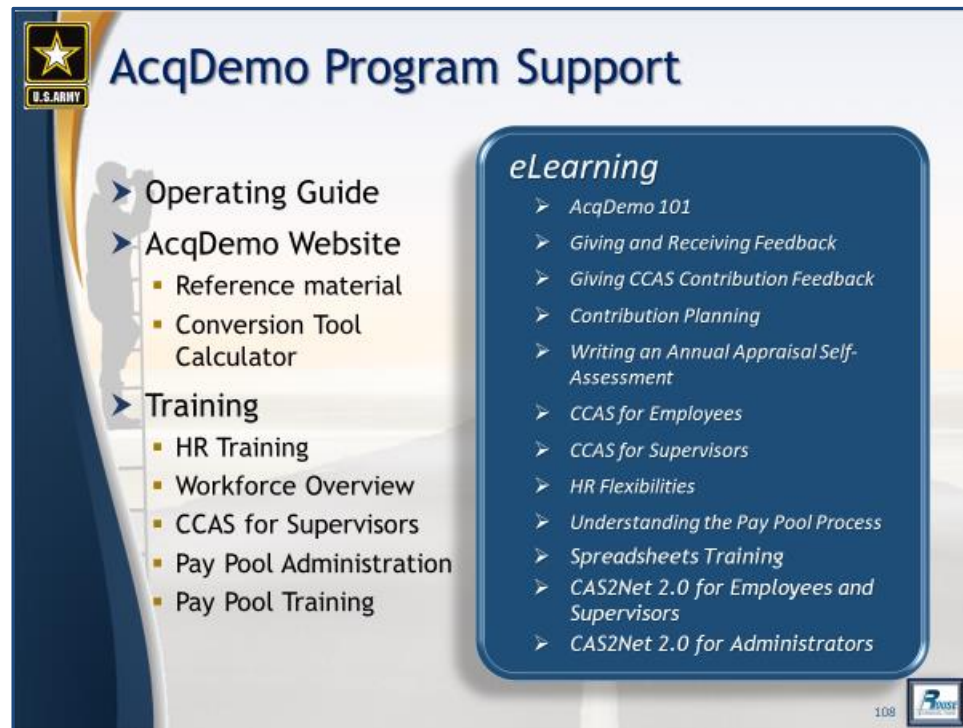 U.S.ARMY
AcqDemo Program Support
➤ Operating Guide
➤ AcqDemo Website
▪ Reference material
▪ Conversion Tool
Calculator
➤ Training
▪ HR Training
▪ Workforce Overview
▪ CCAS for Supervisors
▪ Pay Pool Administration
▪ Pay Pool Training
eLearning
➤ AcqDemo 101
➤ Giving and Receiving Feedback
➤ Giving CCAS Contribution Feedback
➤ Contribution Planning
➤ Writing an Annual Appraisal Self-
Assessment
➤ CCAS for Employees
➤ CCAS for Supervisors
➤ HR Flexibilities
➤ Understanding the Pay Pool Process
➤ Spreadsheets Training
➤ CAS2Net 2.0 for Employees and
Supervisors
➤ CAS2Net 2.0 for Administrators
108